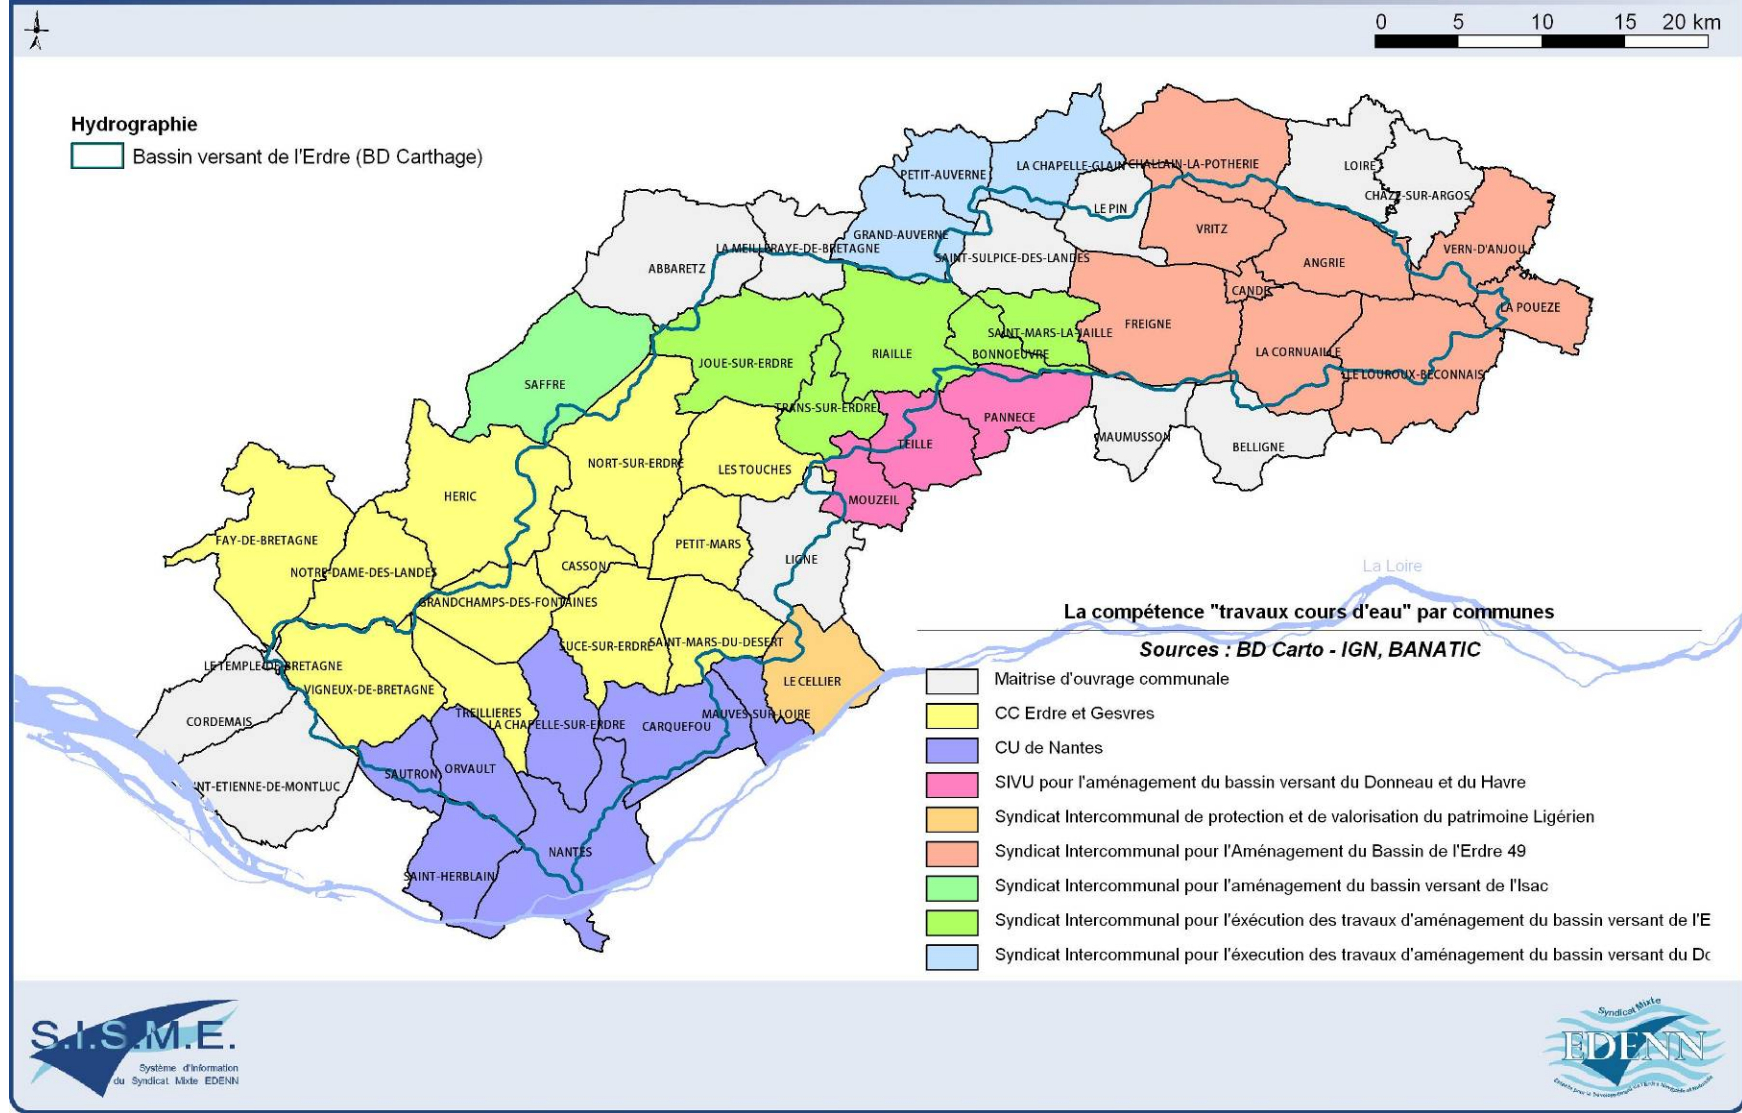 0 5 10 15 20 km
Hydrographie
Bassin versant de l'Erdre (BD Carthage)
LA CHAPELLE-GLAIN
CHALLAIN-LA-POTHERIE
LOIRE
PETIT-AUVERNE
CHAZE-SUR-ARGOS
LE PIN
VRITZ
GRAND-AUVERNE
LA MEILLERAYE-DE-BRETAGNE
VERN-D'ANJOU
SAINT-SULPICE-DES-LANDES
ANGRIE
ABBARETZ
CANDE
LA POUEZE
FREIGNE
SAINT-MARS-LA-JAILLE
BONNOEUVRE
RIAILLE
LA CORNUAILLE
JOUE-SUR-ERDRE
LE LOUROUX-BECONNAIS
SAFFRE
TRANS-SUR-ERDRE
PANNECE
MAUMUSSON
TEILLE
BELLIGNE
NORT-SUR-ERDRE
LES TOUCHES
HERIC
MOUZEIL
FAY-DE-BRETAGNE
PETIT-MARS
LIGNE
CASSON
NOTRE-DAME-DES-LANDES
La Loire
GRANDCHAMPS-DES-FONTAINES
SUCE-SUR-ERDRE
SAINT-MARS-DU-DESERT
LE TEMPLE-DE-BRETAGNE
LE CELLIER
VIGNEUX-DE-BRETAGNE
TREILLIERES
MAUVES-SUR-LOIRE
CORDEMAIS
LA CHAPELLE-SUR-ERDRE
CARQUEFOU
SAUTRON
ORVAULT
NT-ETIENNE-DE-MONTLUC
NANTES
SAINT-HERBLAIN
La compétence "travaux cours d'eau" par communes
Sources : BD Carto - IGN, BANATIC
Maitrise d'ouvrage communale
CC Erdre et Gesvres
CU de Nantes
SIVU pour l'aménagement du bassin versant du Donneau et du Havre
Syndicat Intercommunal de protection et de valorisation du patrimoine Ligérien
Syndicat Intercommunal pour l'Aménagement du Bassin de l'Erdre 49
Syndicat Intercommunal pour l'aménagement du bassin versant de l'Isac
Syndicat Intercommunal pour l'éxécution des travaux d'aménagement du bassin versant de l'E
Syndicat Intercommunal pour l'éxecution des travaux d'aménagement du bassin versant du Do
S.I.S.M.E.
Système d'Information
du Syndicat Mixte EDENN
Syndicat Mixte
EDENN